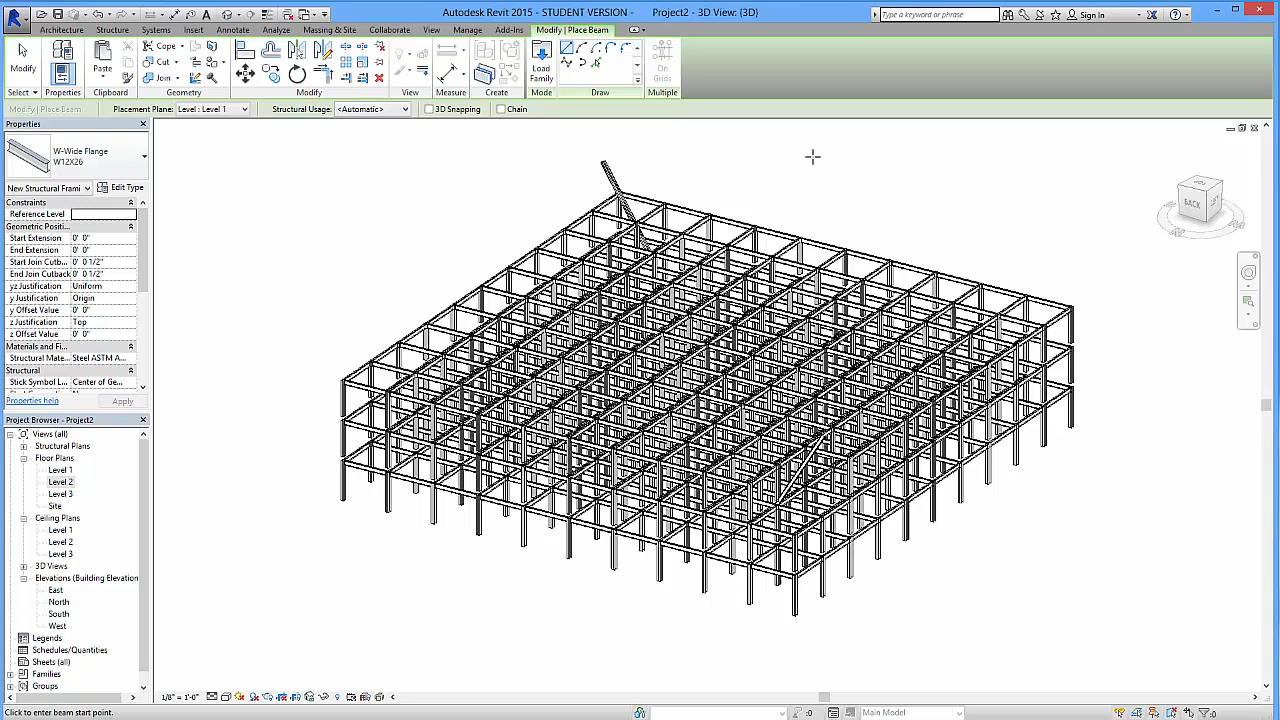 Autodesk Revit 2015 - STUDENT VERSION - Project2 - 3D View: {3D}
Type a keyword or phrase
Sign In
Architecture Structure Systems Insert Annotate Analyze Massing & Site Collaborate View Manage Add-Ins Modify | Place Beam
Modify
Properties
Paste
Cope
Cut
Join
Load
Family
On
Grids
Select Properties Clipboard Geometry Modify View Measure Create Mode Draw Multiple
Modify | Place Beam Placement Plane: Level : Level 1 Structural Usage: <Automatic> 3D Snapping Chain
Properties
W-Wide Flange
W12X26
New Structural Frami Edit Type
Constraints
Reference Level
Geometric Positi...
Start Extension 0' 0"
End Extension 0' 0"
Start Join Cutb... 0' 0 1/2"
End Join Cutback 0' 0 1/2"
yz Justification Uniform
y Justification Origin
y Offset Value 0' 0"
z Justification Top
z Offset Value 0' 0"
Materials and Fi...
Structural Mate... Steel ASTM A...
Structural
Stick Symbol L... Center of Ge...
Properties help Apply
Project Browser - Project2
Views (all)
Structural Plans
Floor Plans
Level 1
Level 2
Level 3
Site
Ceiling Plans
Level 1
Level 2
Level 3
3D Views
Elevations (Building Elevation
East
North
South
West
Legends
Schedules/Quantities
Sheets (all)
Families
Groups
BACK
1/8" = 1'-0"
Click to enter beam start point.
:0
Main Model
:0